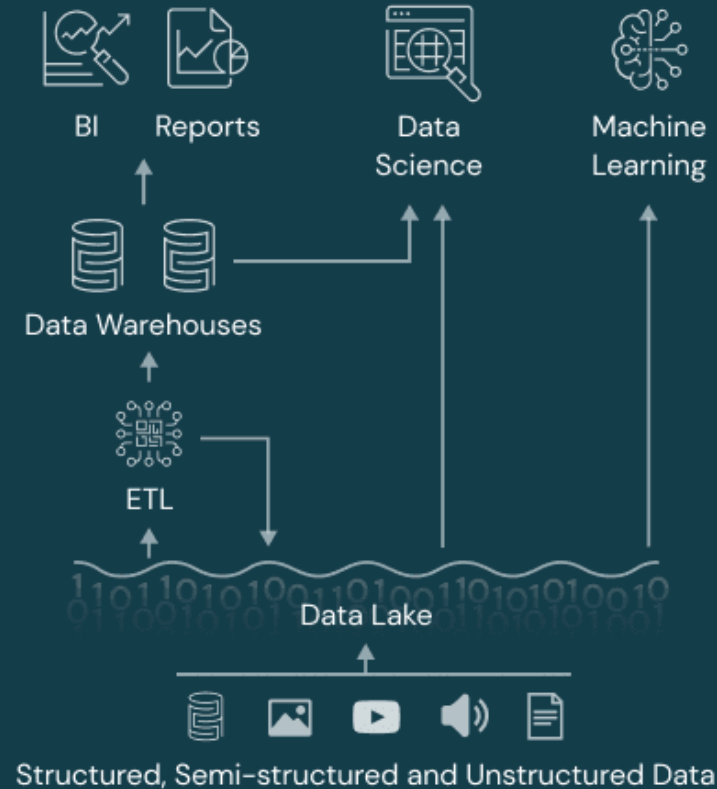 BI
Reports
Data
Science
Machine
Learning
Data Warehouses
ETL
Data Lake
Structured, Semi-structured and Unstructured Data